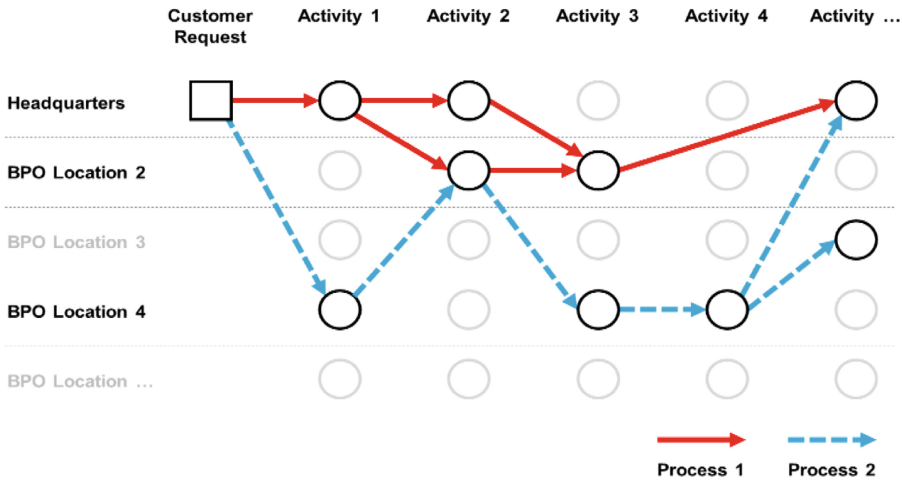 Customer Request
Activity 1
Activity 2
Activity 3
Activity 4
Activity ...
Headquarters
BPO Location 2
BPO Location 3
BPO Location 4
BPO Location ...
Process 1
Process 2